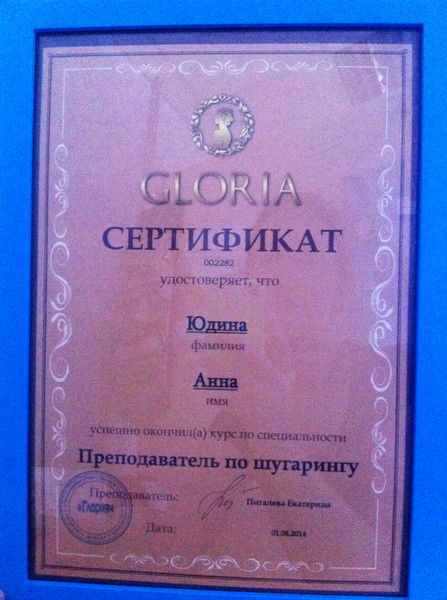 GLORIA
СЕРТИФИКАТ
002282
удостоверяет, что
Юдина
фамилия
Анна
имя
успешно окончил(а) курс по специальности
Преподаватель по шугарингу
Преподаватель: Пигалева Екатерина
«Глория»
Дата: 01.08.2014